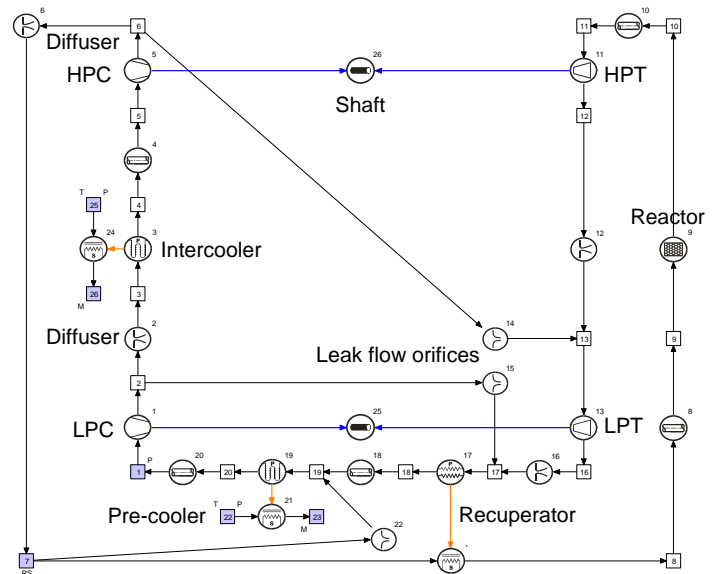 6
Diffuser
6
11
10
10
5
HPC
26
Shaft
11
HPT
5
12
4
T P
25
4
24
3
Intercooler
12
Reactor
9
26
M
3
Diffuser
2
14
13
9
Leak flow orifices
2
15
1
LPC
25
13
LPT
8
P
1
20
20
19
19
18
18
17
P
17
16
16
T P
Pre-cooler
22
21
S
23
M
22
Recuperator
7
PS
S
8